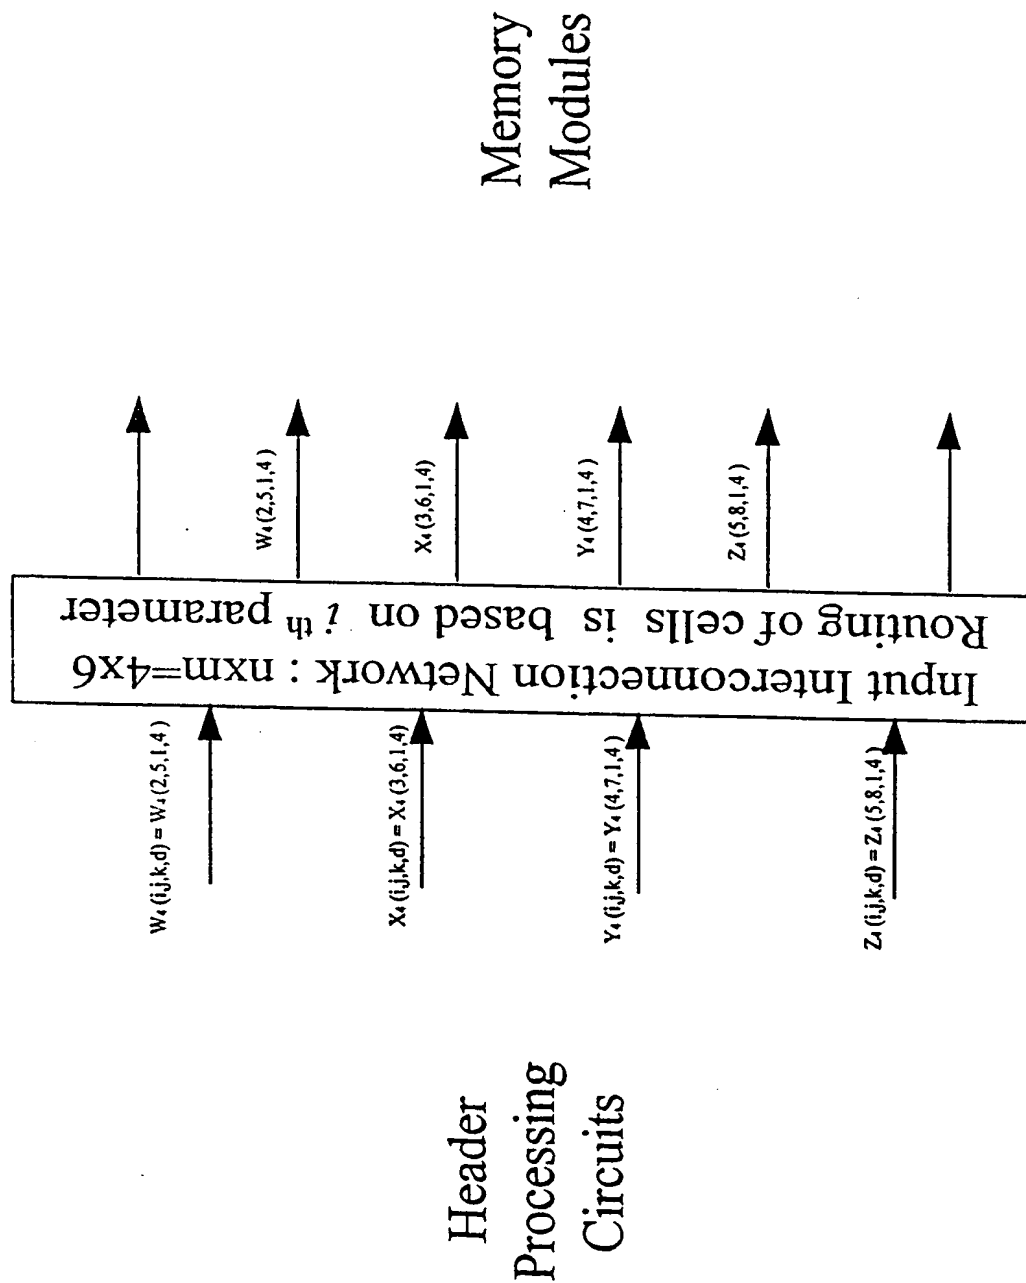 Header
Processing
Circuits
W₄(i,j,k,d) = W₄(2,5,1,4)
X₄(i,j,k,d) = X₄(3,6,1,4)
Y₄(i,j,k,d) = Y₄(4,7,1,4)
Z₄(i,j,k,d) = Z₄(5,8,1,4)
Input Interconnection Network : nxm=4x6
Routing of cells is based on i th parameter
W₄(2,5,1,4)
X₄(3,6,1,4)
Y₄(4,7,1,4)
Z₄(5,8,1,4)
Memory
Modules